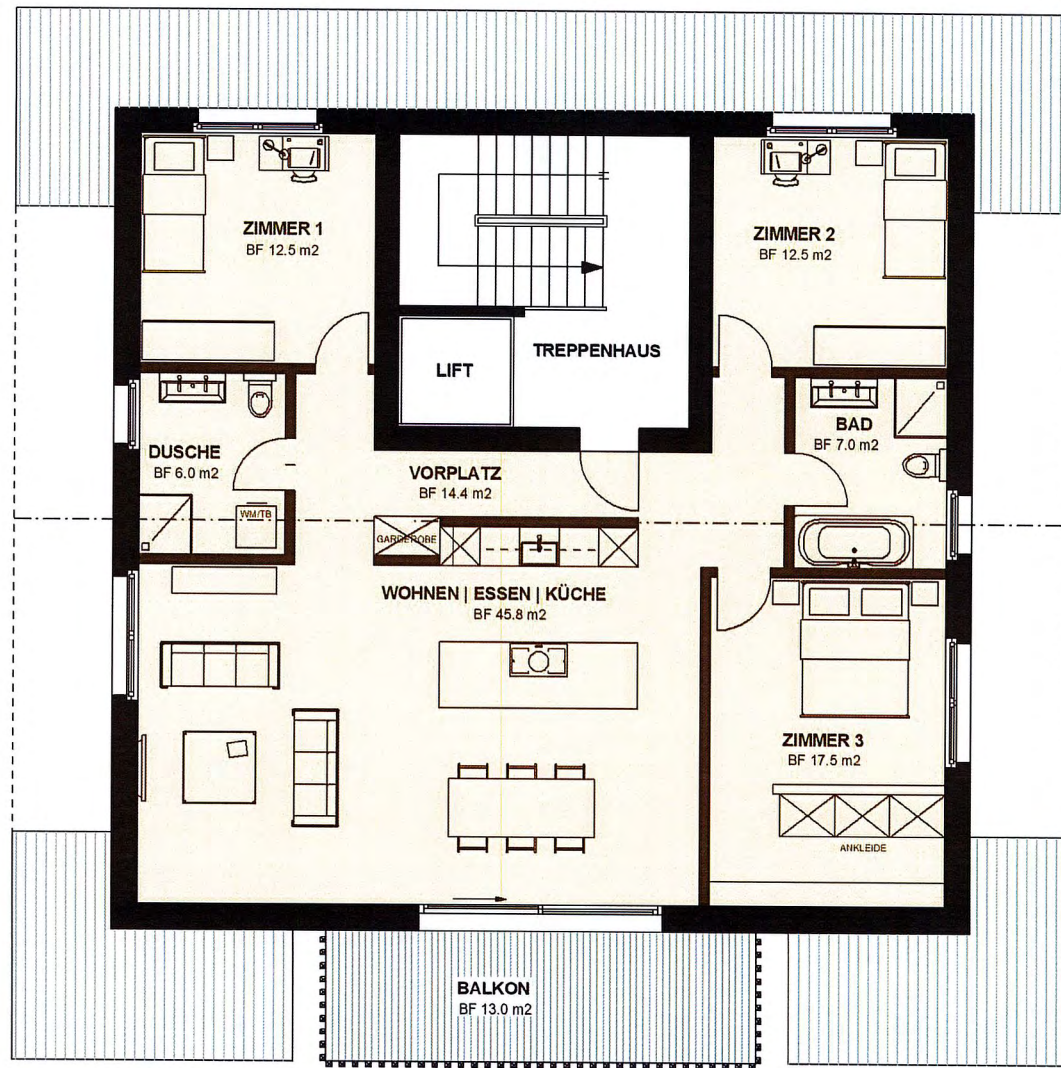 ZIMMER 1
BF 12.5 m2
ZIMMER 2
BF 12.5 m2
TREPPENHAUS
LIFT
DUSCHE
BF 6.0 m2
BAD
BF 7.0 m2
VORPLATZ
BF 14.4 m2
WM/TB
GARDEROBE
WOHNEN | ESSEN | KÜCHE
BF 45.8 m2
ZIMMER 3
BF 17.5 m2
ANKLEIDE
BALKON
BF 13.0 m2